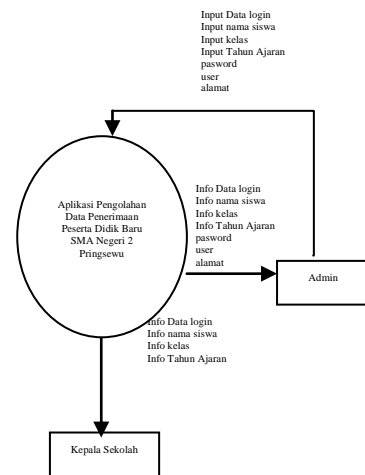 Input Data login
Input nama siswa
Input kelas
Input Tahun Ajaran
pasword
user
alamat
Aplikasi Pengolahan
Data Penerimaan
Peserta Didik Baru
SMA Negeri 2
Pringsewu
Info Data login
Info nama siswa
Info kelas
Info Tahun Ajaran
pasword
user
alamat
Admin
Info Data login
Info nama siswa
Info kelas
Info Tahun Ajaran
Kepala Sekolah